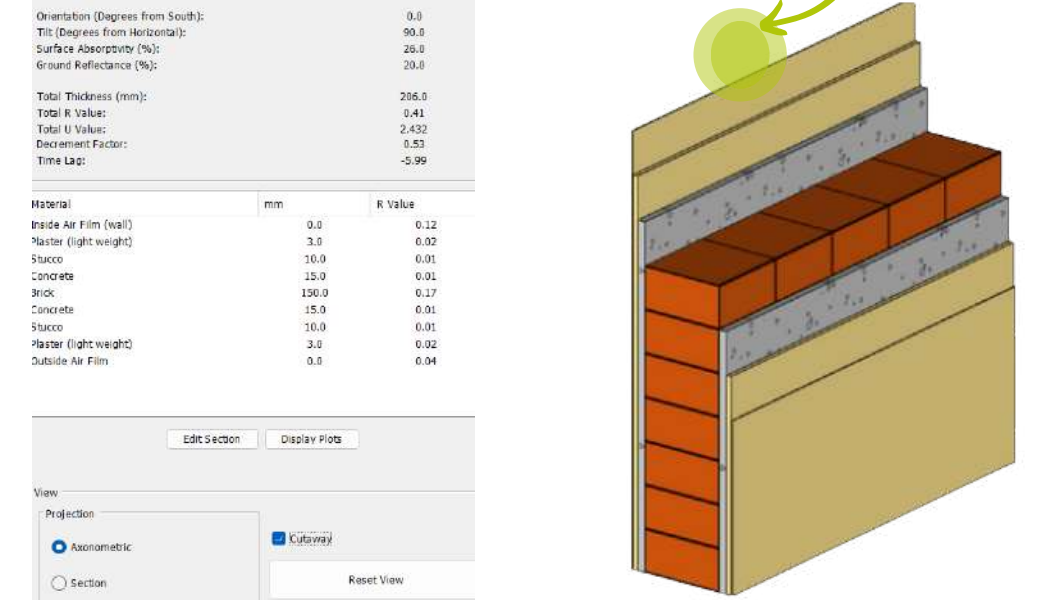 Orientation (Degrees from South): 0.0
Tilt (Degrees from Horizontal): 90.0
Surface Absorptivity (%): 26.0
Ground Reflectance (%): 20.0
Total Thickness (mm): 206.0
Total R Value: 0.41
Total U Value: 2.432
Decrement Factor: 0.53
Time Lag: -5.99
Material mm R Value
Inside Air Film (wall) 0.0 0.12
Plaster (light weight) 3.0 0.02
Stucco 10.0 0.01
Concrete 15.0 0.01
Brick 150.0 0.17
Concrete 15.0 0.01
Stucco 10.0 0.01
Plaster (light weight) 3.0 0.02
Outside Air Film 0.0 0.04
Edit Section Display Plots
View
Projection
Cutaway
Axonometric
Reset View
Section